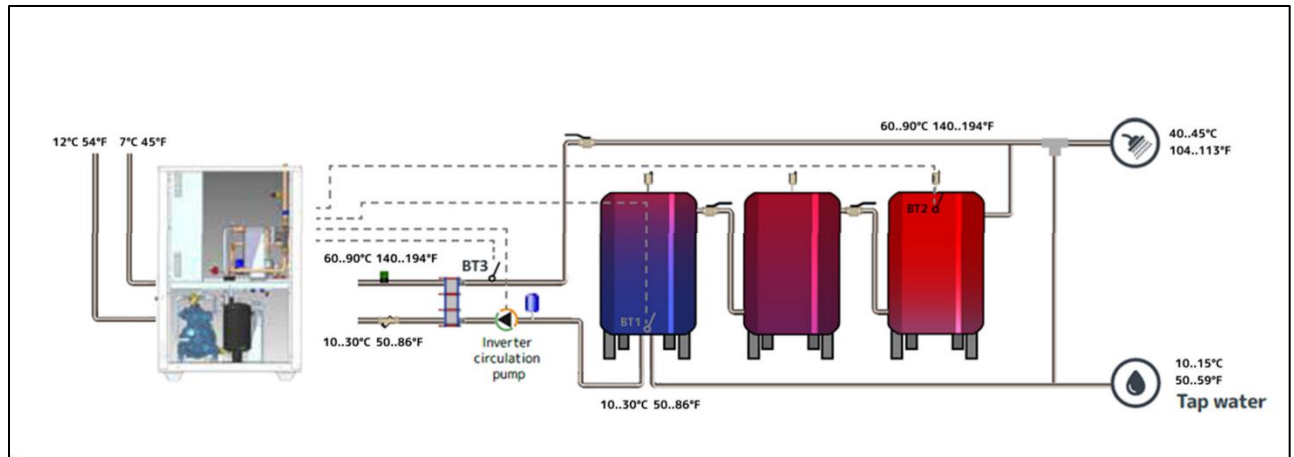 12°C 54°F 7°C 45°F
60..90°C 140..194°F
40..45°C
104..113°F
BT2
60..90°C 140..194°F
BT3
BT1
10..30°C 50..86°F
Inverter
circulation
pump
10..30°C 50..86°F
10..15°C
50..59°F
Tap water